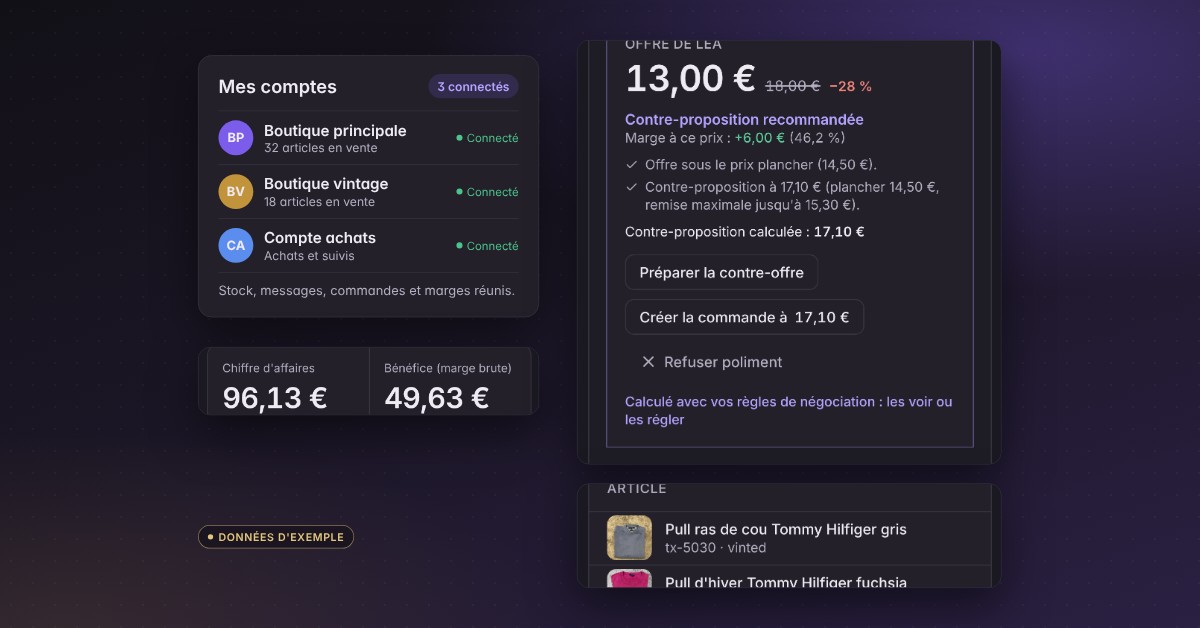 Mes comptes
3 connectés
BP
Boutique principale
32 articles en vente
Connecté
BV
Boutique vintage
18 articles en vente
Connecté
CA
Compte achats
Achats et suivis
Connecté
Stock, messages, commandes et marges réunis.
Chiffre d'affaires
96,13 €
Bénéfice (marge brute)
49,63 €
DONNÉES D'EXEMPLE
OFFRE DE LÉA
13,00 € 18,00 € −28 %
Contre-proposition recommandée
Marge à ce prix : +6,00 € (46,2 %)
Offre sous le prix plancher (14,50 €).
Contre-proposition à 17,10 € (plancher 14,50 €,
remise maximale jusqu'à 15,30 €).
Contre-proposition calculée : 17,10 €
Préparer la contre-offre
Créer la commande à 17,10 €
Refuser poliment
Calculé avec vos règles de négociation : les voir ou
les régler
ARTICLE
Pull ras de cou Tommy Hilfiger gris
tx-5030 · vinted
Pull d'hiver Tommy Hilfiger fuchsia